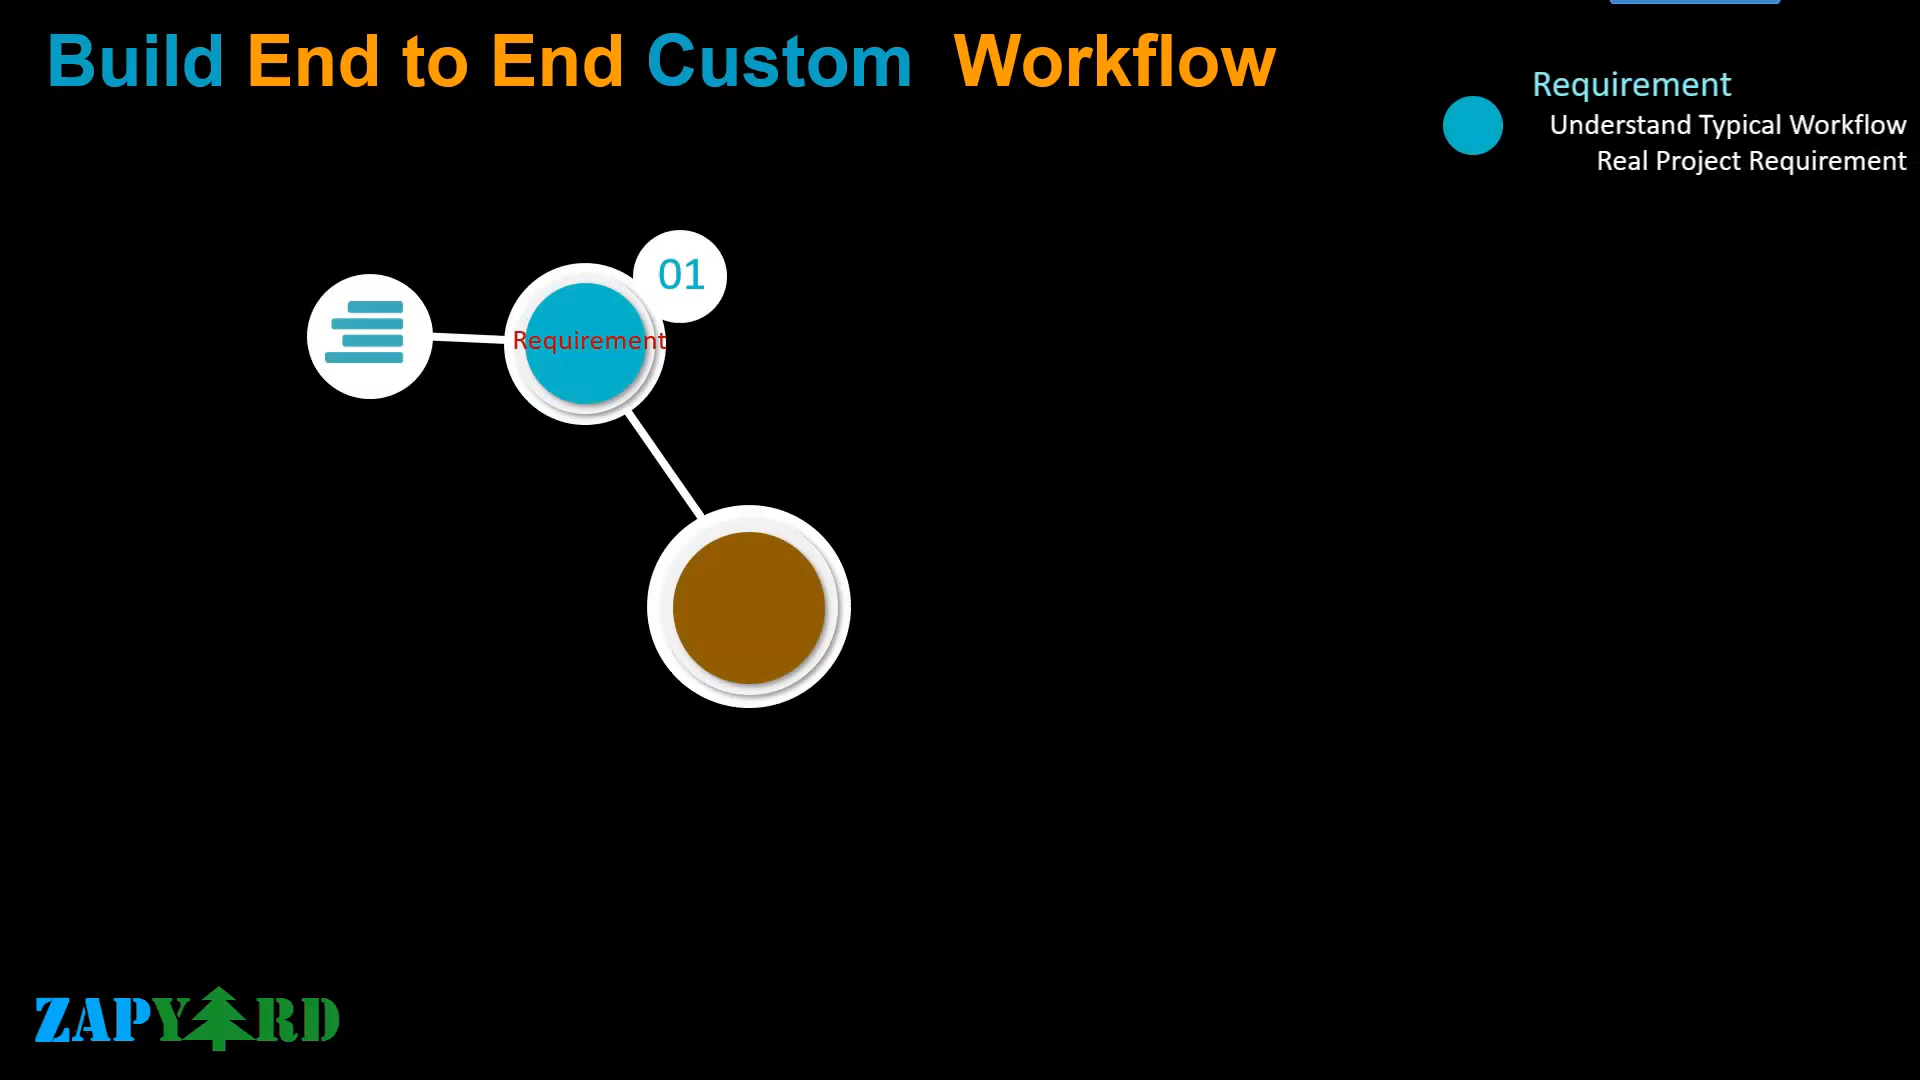 Build End to End Custom Workflow
Requirement
Understand Typical Workflow
Real Project Requirement
01
Requirement
ZAPYARD